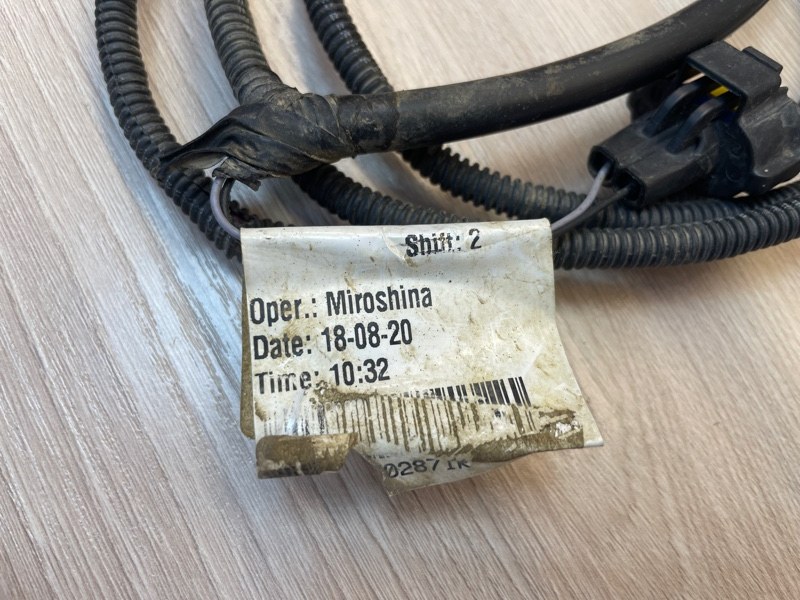 Shift: 2
Oper.: Miroshina
Date: 18-08-20
Time: 10:32